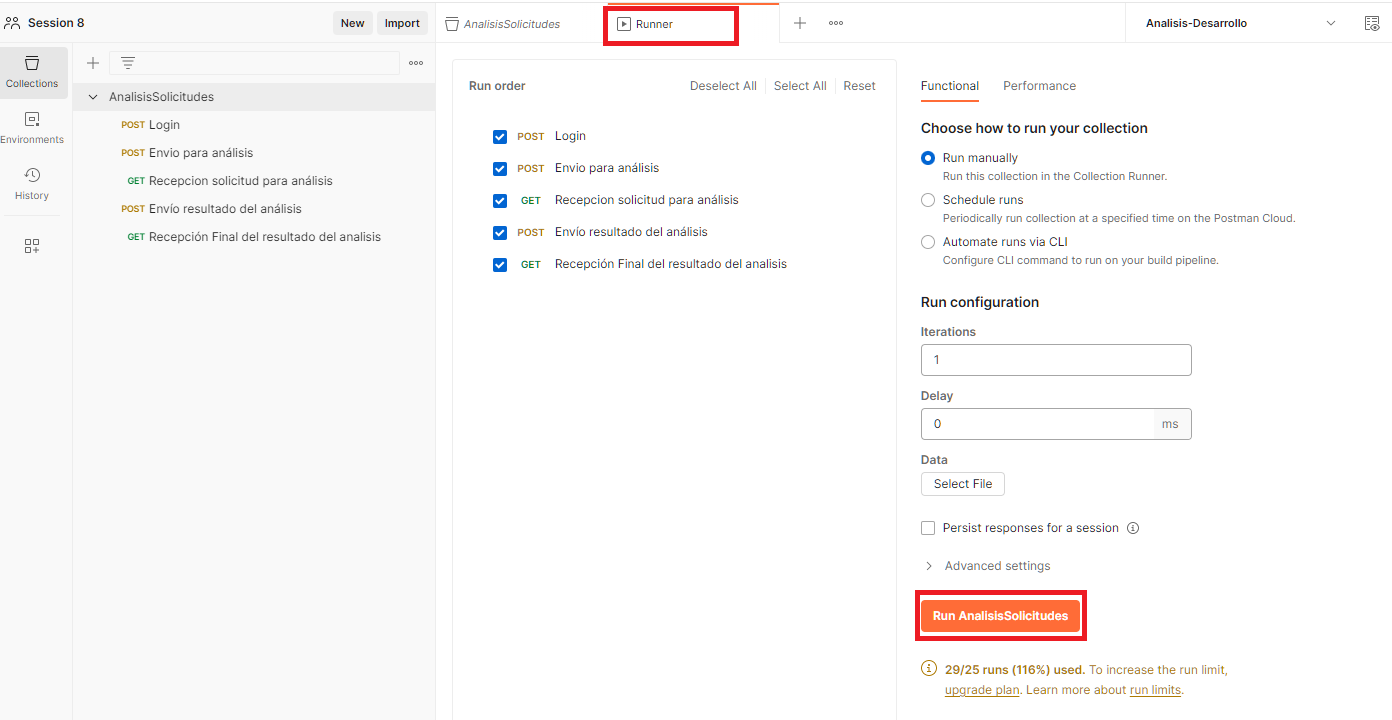 Session 8
New
Import
AnalisisSolicitudes
Runner
Analisis-Desarrollo
Collections
Environments
History
AnalisisSolicitudes
POST Login
POST Envio para análisis
GET Recepcion solicitud para análisis
POST Envío resultado del análisis
GET Recepción Final del resultado del analisis
Run order
Deselect All
Select All
Reset
POST Login
POST Envio para análisis
GET Recepcion solicitud para análisis
POST Envío resultado del análisis
GET Recepción Final del resultado del analisis
Functional
Performance
Choose how to run your collection
Run manually
Run this collection in the Collection Runner.
Schedule runs
Periodically run collection at a specified time on the Postman Cloud.
Automate runs via CLI
Configure CLI command to run on your build pipeline.
Run configuration
Iterations
1
Delay
0 ms
Data
Select File
Persist responses for a session
Advanced settings
Run AnalisisSolicitudes
29/25 runs (116%) used. To increase the run limit,
upgrade plan. Learn more about run limits.